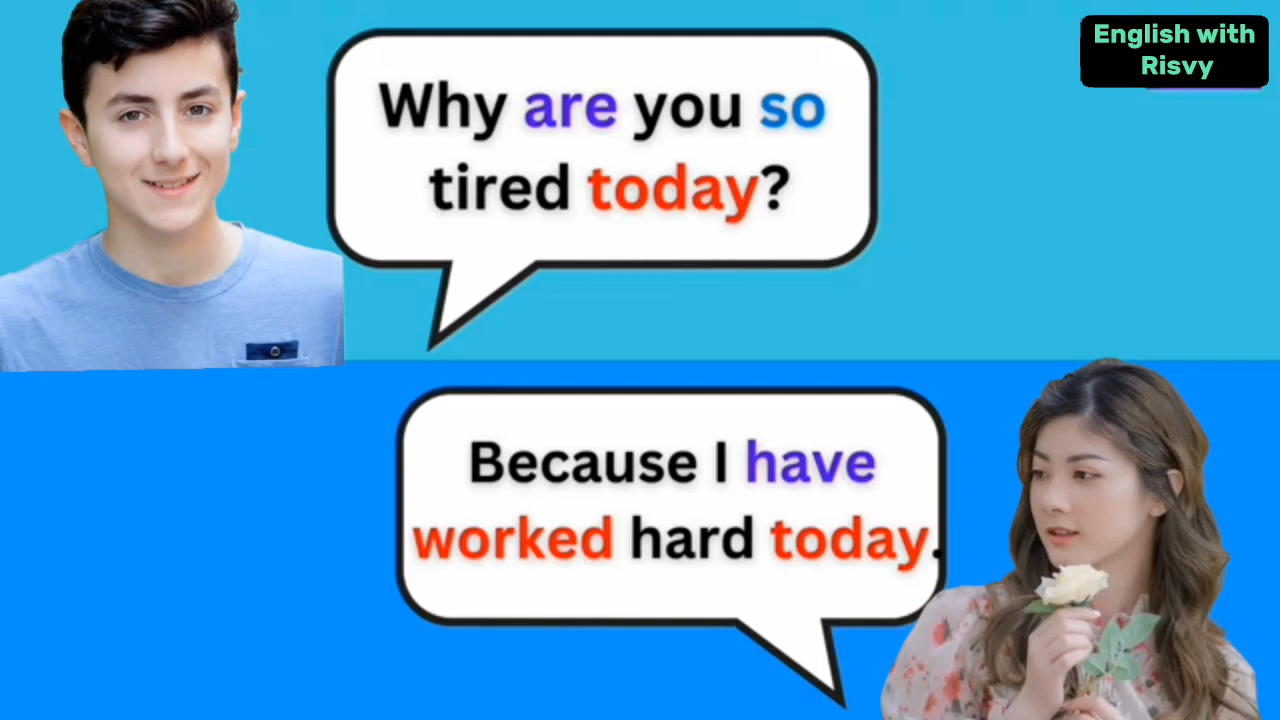 English with
Risvy
Why are you so
tired today?
Because I have
worked hard today.